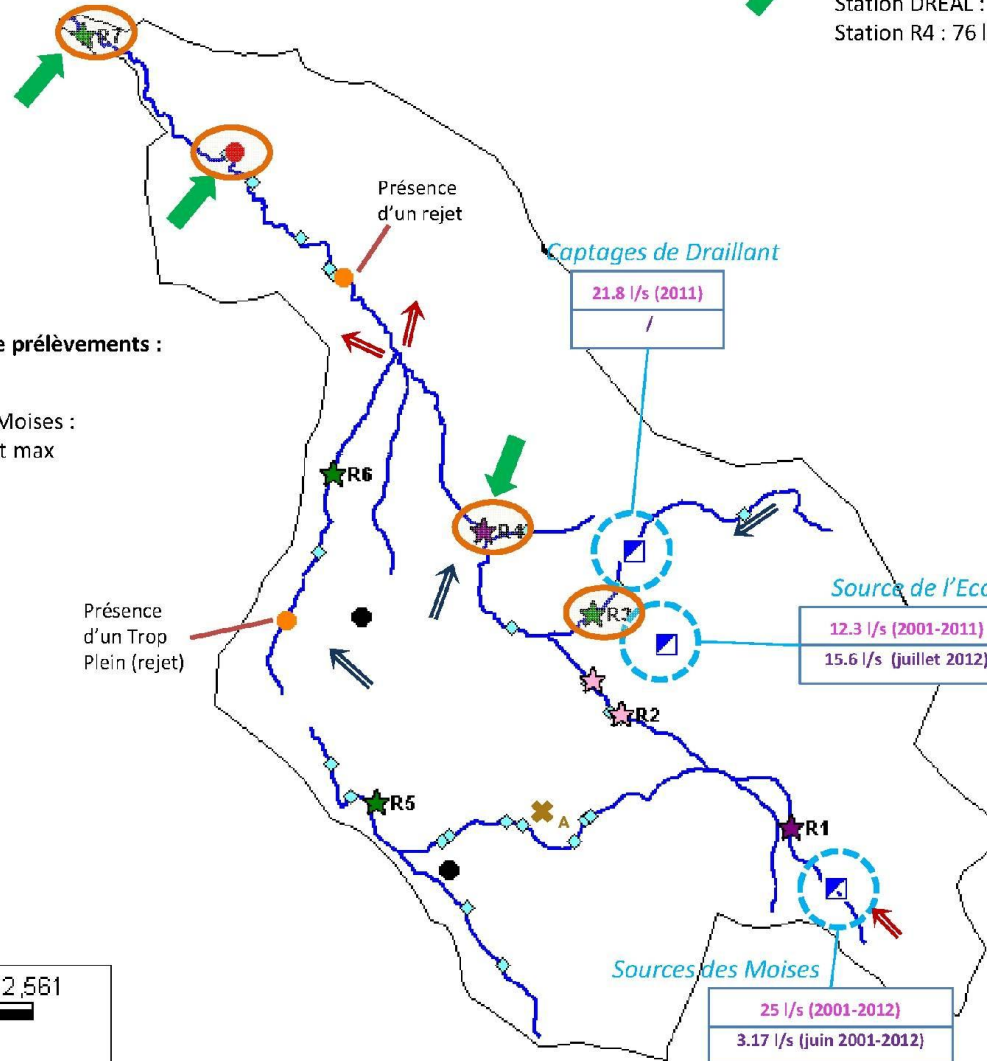 Station DREAL :
Station R4 : 76 l
R7
Présence
d'un rejet
Captages de Draillant
21.8 l/s (2011)
/
e prélèvements :
Moises :
t max
R6
R4
Source de l'Eco
12.3 l/s (2001-2011)
15.6 l/s (juillet 2012)
R3
Présence
d'un Trop
Plein (rejet)
R2
R5
A
R1
Sources des Moises
25 l/s (2001-2012)
3.17 l/s (juin 2001-2012)
2,561